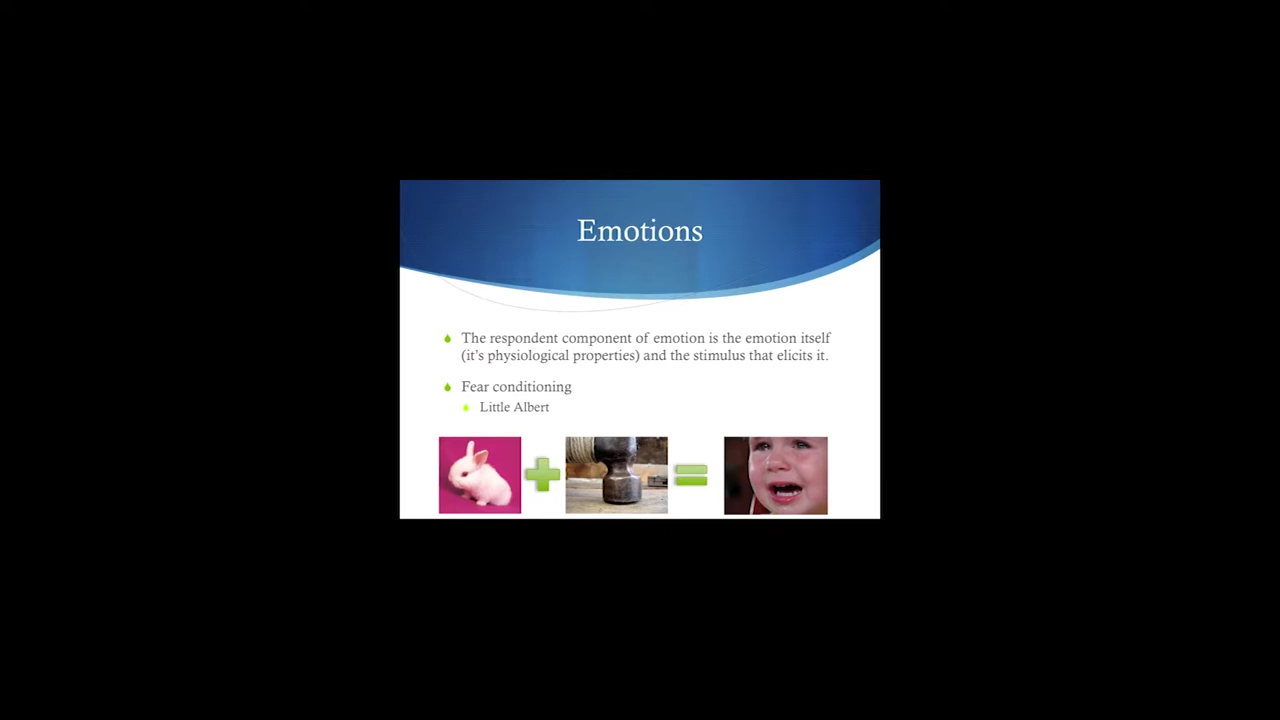 Emotions
The respondent component of emotion is the emotion itself
(it's physiological properties) and the stimulus that elicits it.
Fear conditioning
Little Albert